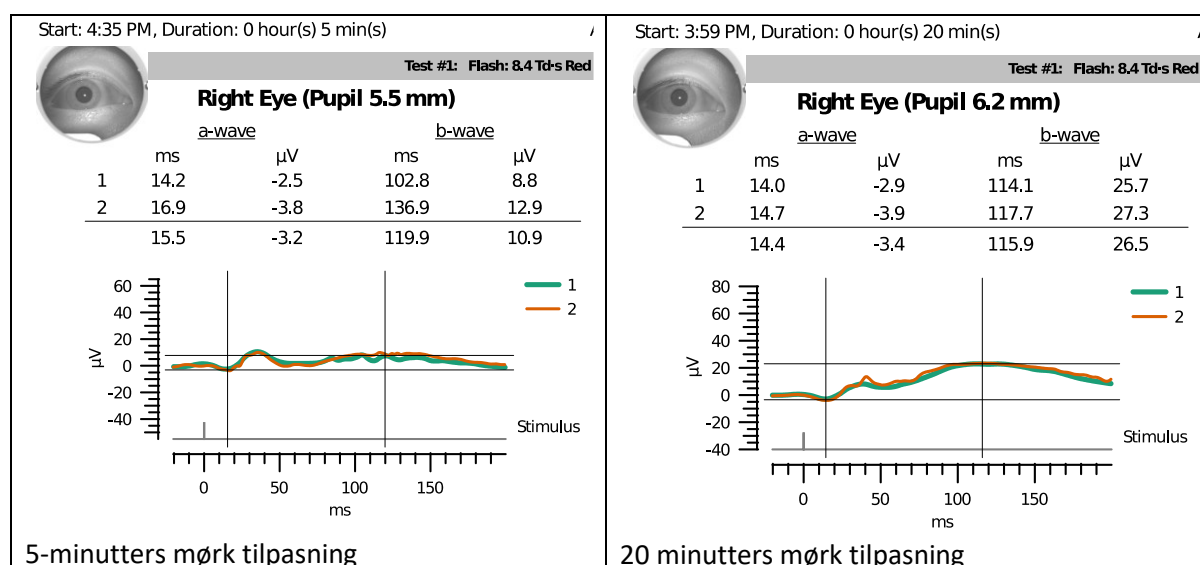 Start: 4:35 PM, Duration: 0 hour(s) 5 min(s)
Test #1: Flash: 8.4 Td·s Red
Right Eye (Pupil 5.5 mm)
a-wave b-wave
ms µV ms µV
1 14.2 -2.5 102.8 8.8
2 16.9 -3.8 136.9 12.9
15.5 -3.2 119.9 10.9
60
40
20
0
-20
-40
µV
1
2
Stimulus
0 50 100 150
ms
5-minutters mørk tilpasning
Start: 3:59 PM, Duration: 0 hour(s) 20 min(s)
Test #1: Flash: 8.4 Td·s Red
Right Eye (Pupil 6.2 mm)
a-wave b-wave
ms µV ms µV
1 14.0 -2.9 114.1 25.7
2 14.7 -3.9 117.7 27.3
14.4 -3.4 115.9 26.5
80
60
40
20
0
-20
-40
µV
1
2
Stimulus
0 50 100 150
ms
20 minutters mørk tilpasning